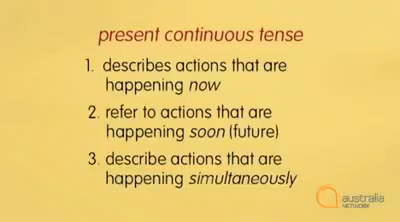 present continuous tense
1. describes actions that are
happening now
2. refer to actions that are
happening soon (future)
3. describe actions that are
happening simultaneously
australia
NETWORK